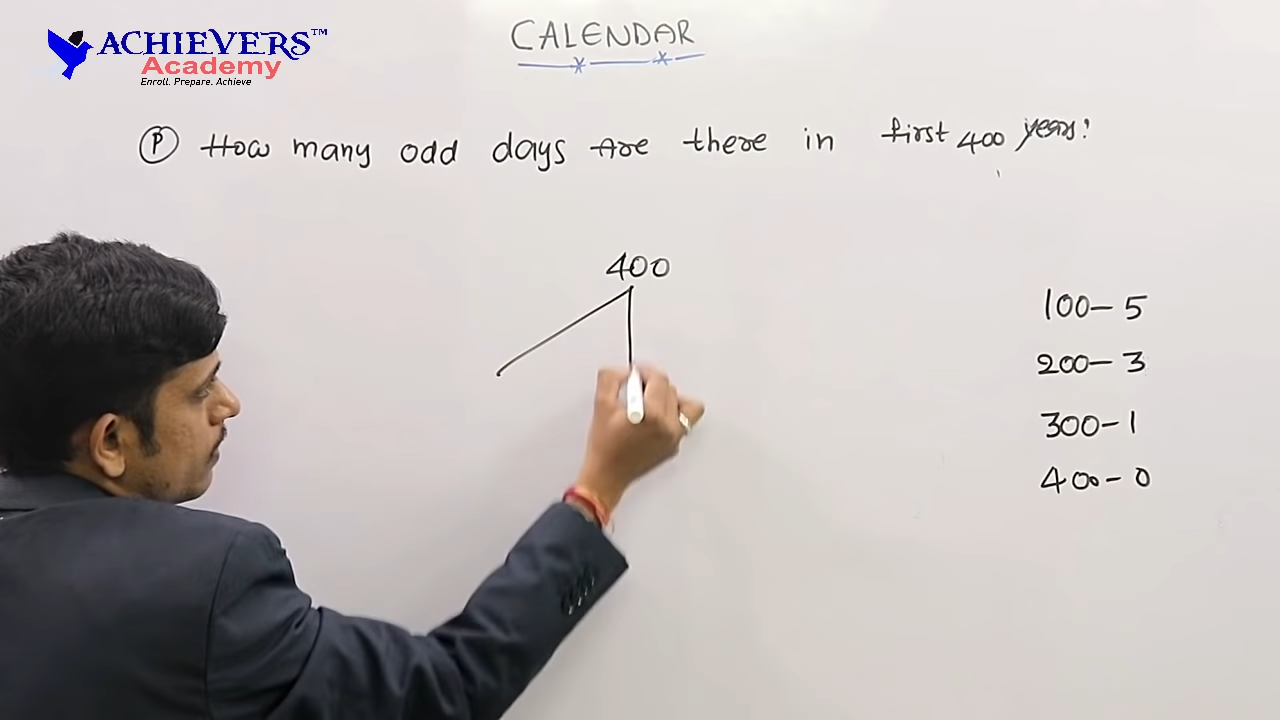 ACHIEVERS™
Academy
Enroll. Prepare. Achieve
CALENDAR
P How many odd days are there in first 400 years?
400
100- 5
200- 3
300- 1
400- 0